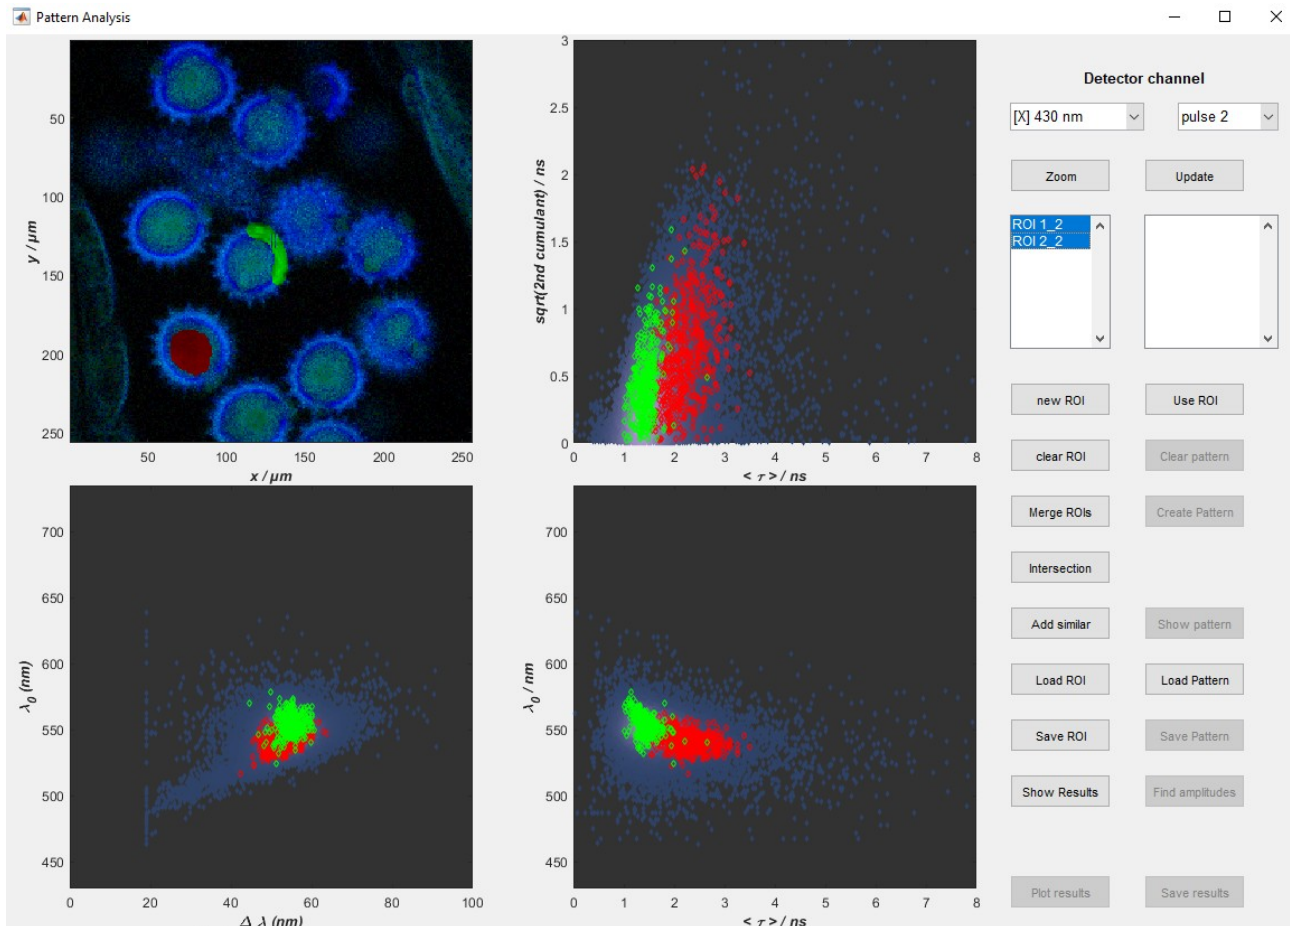 Pattern Analysis
50
100
150
200
250
y / µm
50
100
150
200
250
x / µm
3
2.5
2
1.5
1
0.5
0
sqrt(2nd cumulant) / ns
0
1
2
3
4
5
6
7
8
< τ > / ns
700
650
600
550
500
450
λ0 (nm)
0
20
40
60
80
100
Δ λ (nm)
700
650
600
550
500
450
λ0 / nm
0
1
2
3
4
5
6
7
8
< τ > / ns
Detector channel
[X] 430 nm
pulse 2
Zoom
Update
ROI 1_2
ROI 2_2
new ROI
Use ROI
clear ROI
Clear pattern
Merge ROIs
Create Pattern
Intersection
Add similar
Show pattern
Load ROI
Load Pattern
Save ROI
Save Pattern
Show Results
Find amplitudes
Plot results
Save results